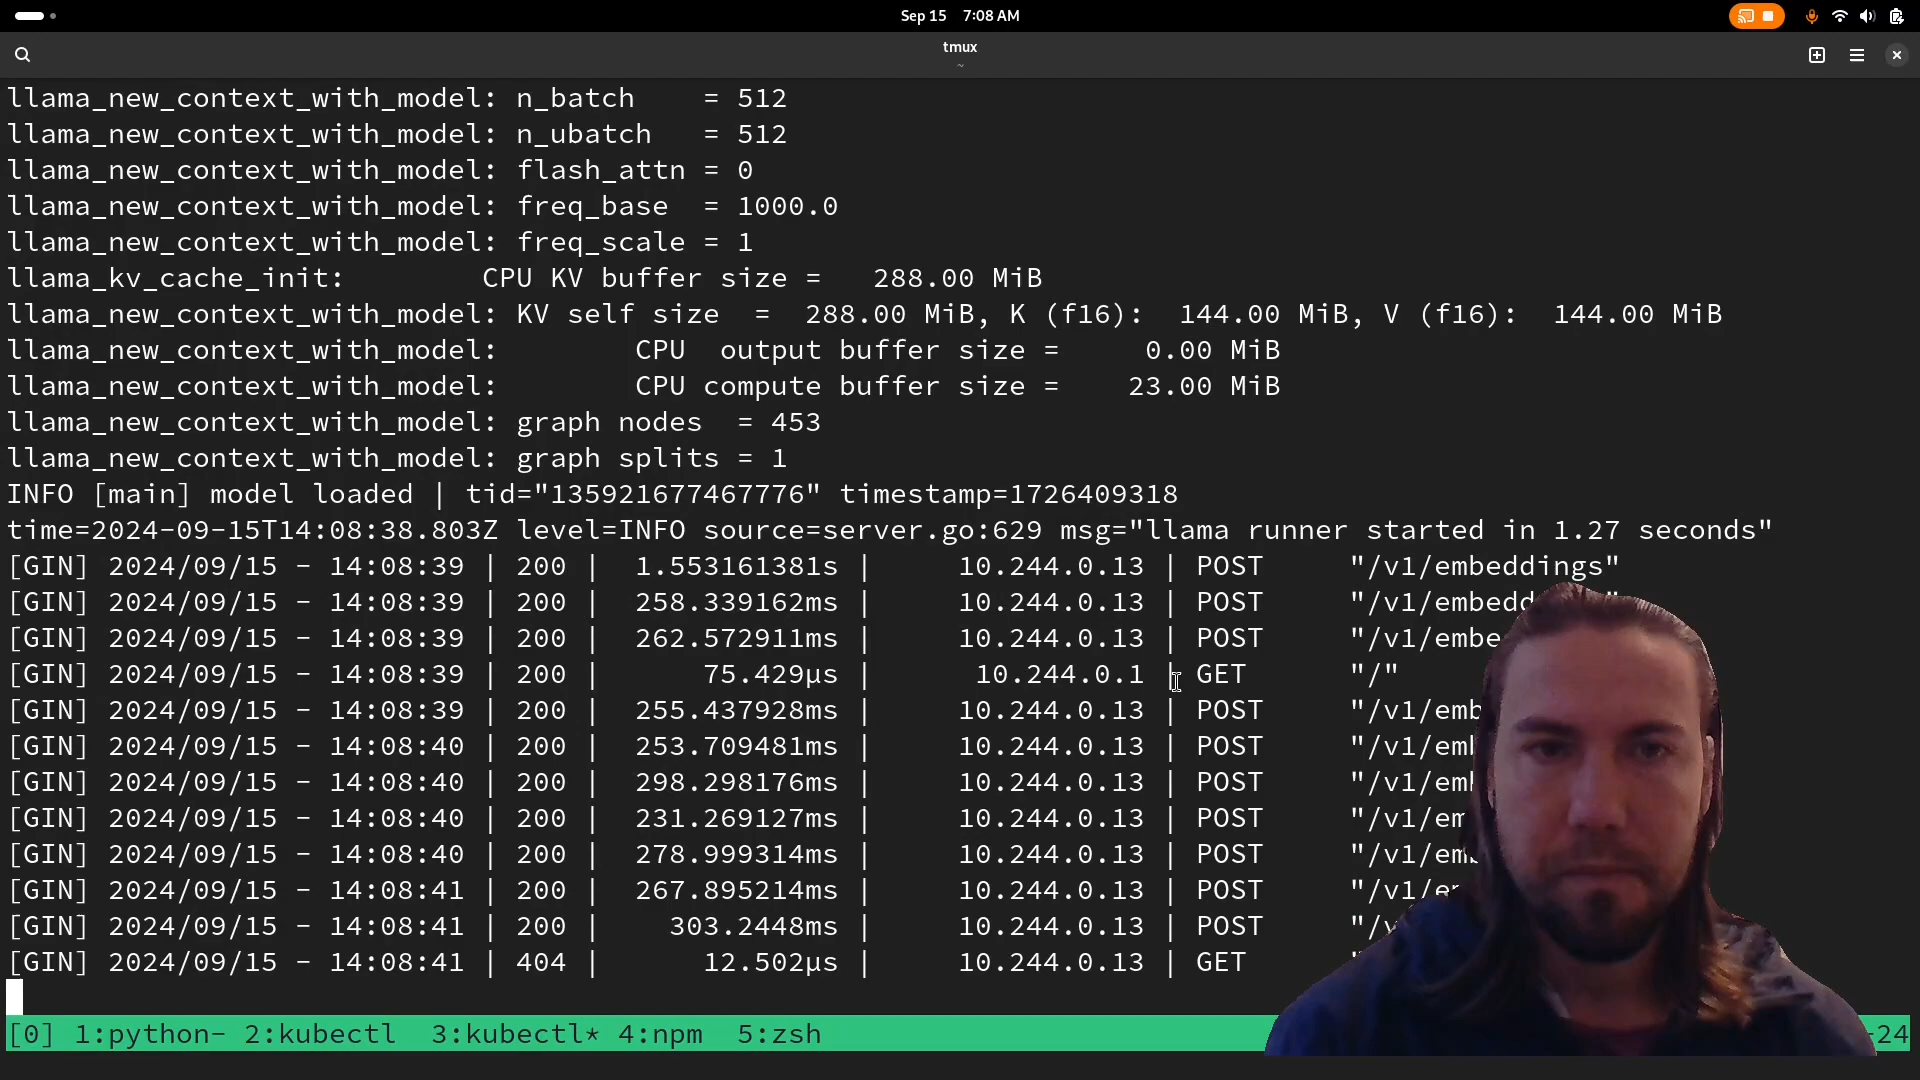 Sep 15 7:08 AM
tmux
~
llama_new_context_with_model: n_batch    = 512
llama_new_context_with_model: n_ubatch   = 512
llama_new_context_with_model: flash_attn = 0
llama_new_context_with_model: freq_base  = 1000.0
llama_new_context_with_model: freq_scale = 1
llama_kv_cache_init:        CPU KV buffer size =   288.00 MiB
llama_new_context_with_model: KV self size  =  288.00 MiB, K (f16):  144.00 MiB, V (f16):  144.00 MiB
llama_new_context_with_model:        CPU  output buffer size =     0.00 MiB
llama_new_context_with_model:        CPU compute buffer size =    23.00 MiB
llama_new_context_with_model: graph nodes  = 453
llama_new_context_with_model: graph splits = 1
INFO [main] model loaded | tid="135921677467776" timestamp=1726409318
time=2024-09-15T14:08:38.803Z level=INFO source=server.go:629 msg="llama runner started in 1.27 seconds"
[GIN] 2024/09/15 - 14:08:39 | 200 |  1.553161381s |     10.244.0.13 | POST     "/v1/embeddings"
[GIN] 2024/09/15 - 14:08:39 | 200 |  258.339162ms |     10.244.0.13 | POST     "/v1/embedd
[GIN] 2024/09/15 - 14:08:39 | 200 |  262.572911ms |     10.244.0.13 | POST     "/v1/embe
[GIN] 2024/09/15 - 14:08:39 | 200 |      75.429µs |      10.244.0.1 | GET      "/"
[GIN] 2024/09/15 - 14:08:39 | 200 |  255.437928ms |     10.244.0.13 | POST     "/v1/emb
[GIN] 2024/09/15 - 14:08:40 | 200 |  253.709481ms |     10.244.0.13 | POST     "/v1/em
[GIN] 2024/09/15 - 14:08:40 | 200 |  298.298176ms |     10.244.0.13 | POST     "/v1/em
[GIN] 2024/09/15 - 14:08:40 | 200 |  231.269127ms |     10.244.0.13 | POST     "/v1/em
[GIN] 2024/09/15 - 14:08:40 | 200 |  278.999314ms |     10.244.0.13 | POST     "/v1/em
[GIN] 2024/09/15 - 14:08:41 | 200 |  267.895214ms |     10.244.0.13 | POST     "/v1/e
[GIN] 2024/09/15 - 14:08:41 | 200 |    303.2448ms |     10.244.0.13 | POST     "/v
[GIN] 2024/09/15 - 14:08:41 | 404 |      12.502µs |     10.244.0.13 | GET      "
[0] 1:python- 2:kubectl  3:kubectl* 4:npm  5:zsh -24